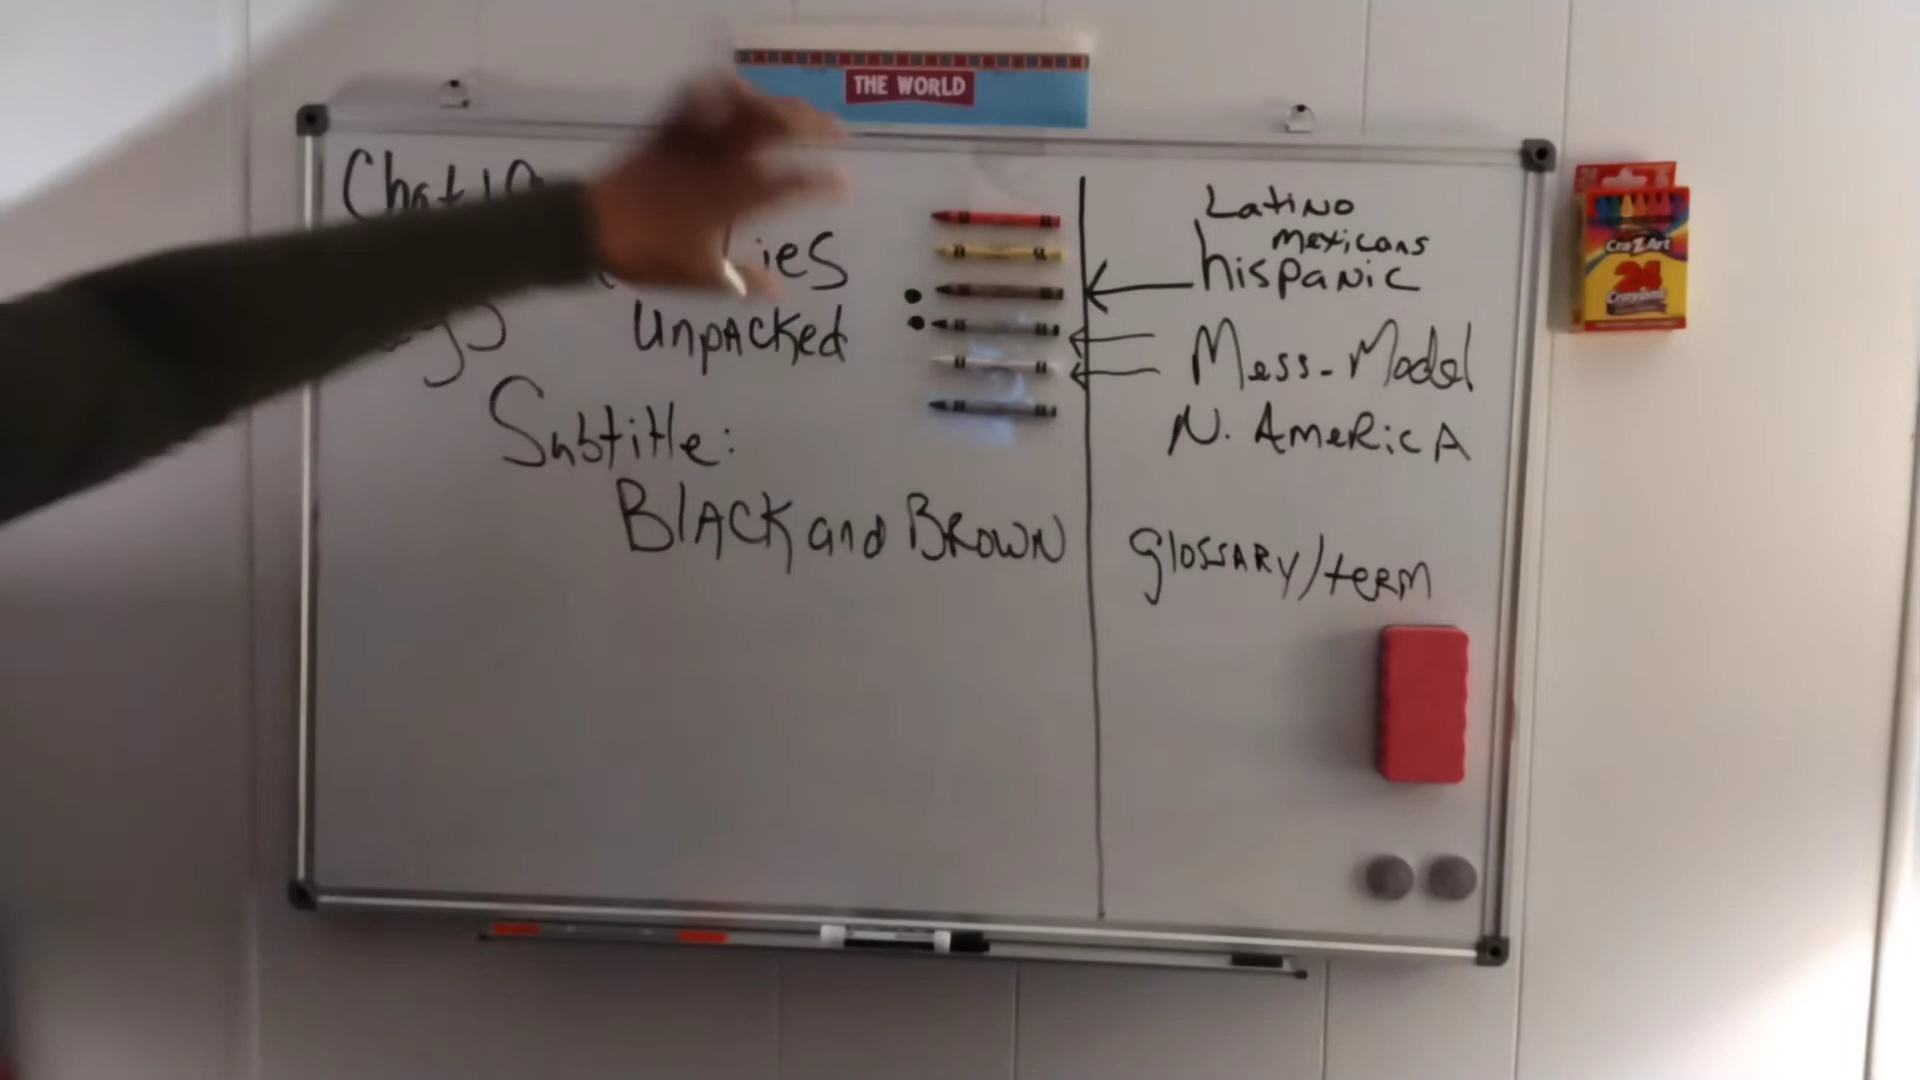 THE WORLD
Chat
ies
Unpacked
Subtitle:
BLACK and BROWN
Latino
Mexicans
hispanic
Mess-Model
N. AMERICA
glossary/term
Cra-Z-Art
24
Crayons